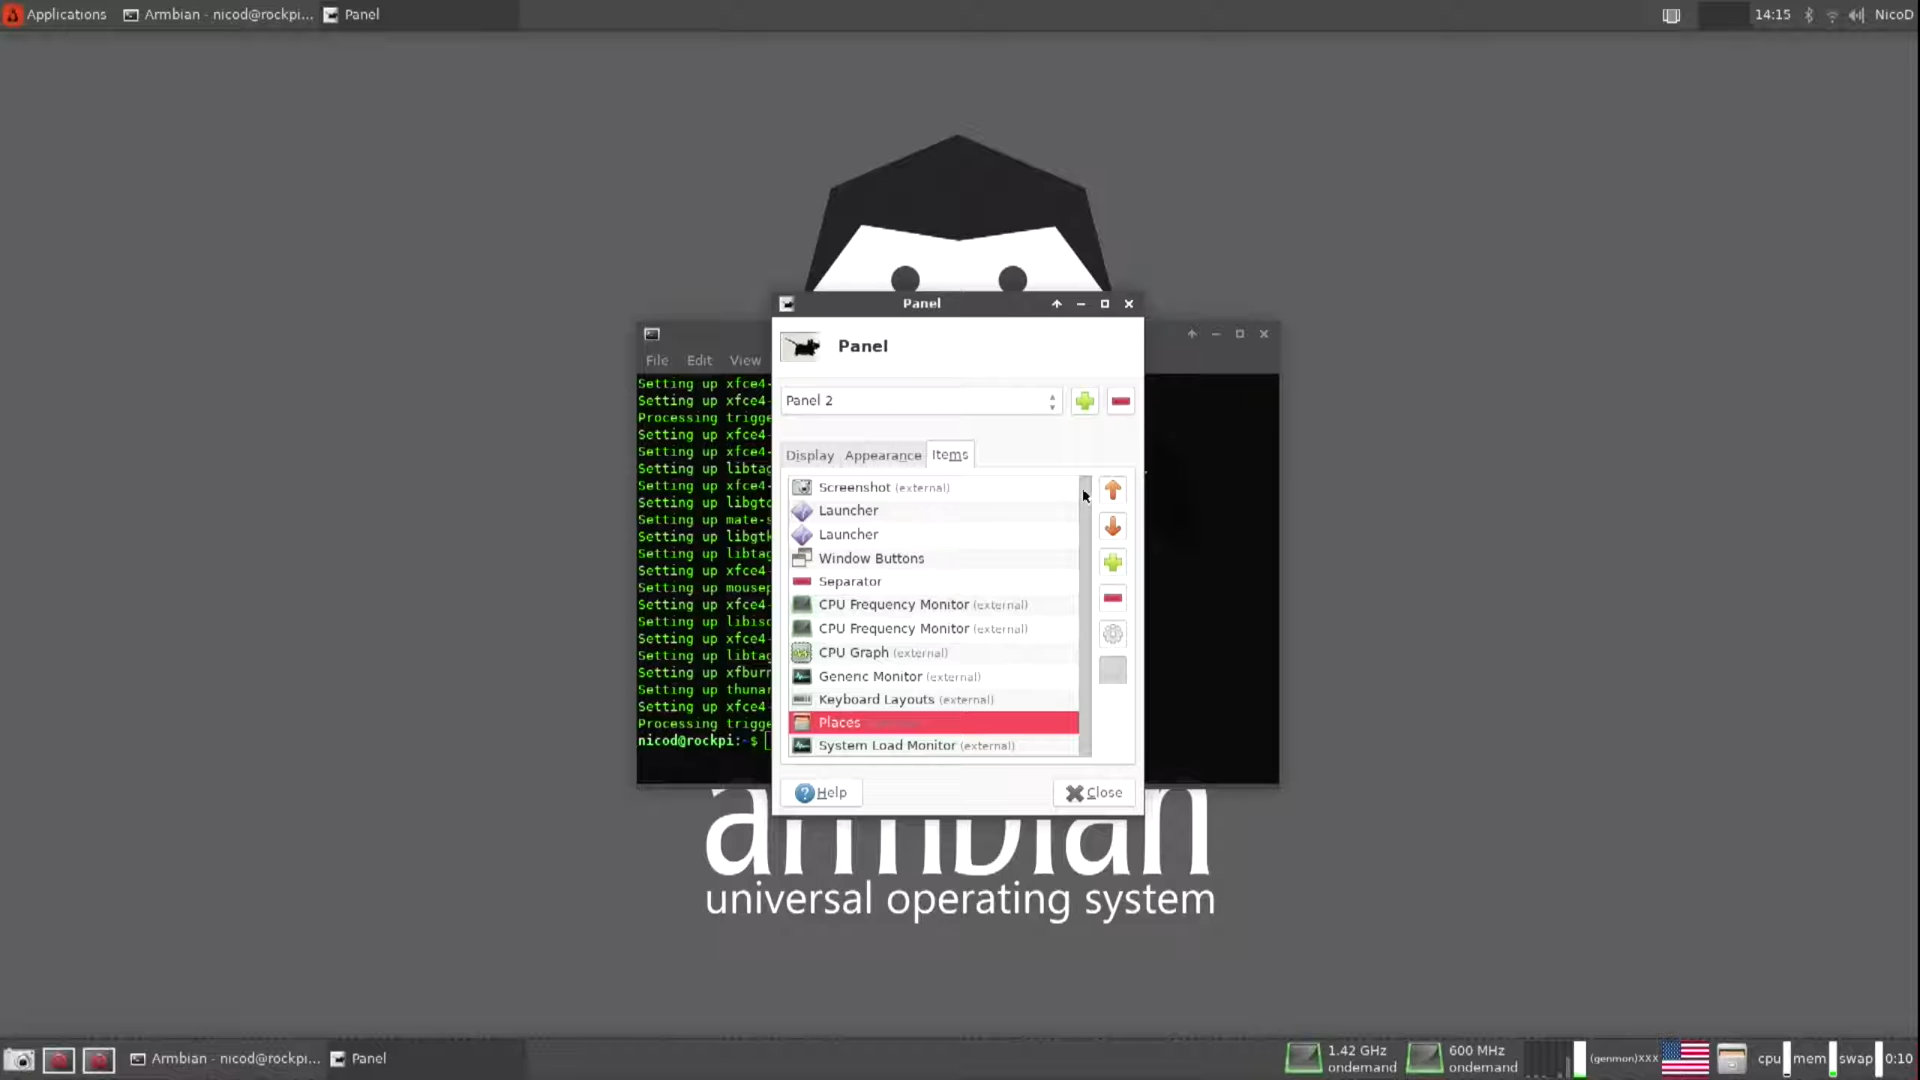 Applications
Armbian - nicod@rockpi...
Panel
14:15
NicoD
Panel
Panel
File Edit View
Panel 2
Display Appearance Items
Screenshot (external)
Launcher
Launcher
Window Buttons
Separator
CPU Frequency Monitor (external)
CPU Frequency Monitor (external)
CPU Graph (external)
Generic Monitor (external)
Keyboard Layouts (external)
Places
System Load Monitor (external)
Help
Close
Setting up xfce4-
Setting up xfce4-
Processing trigge
Setting up xfce4-
Setting up xfce4-
Setting up libtag
Setting up xfce4-
Setting up libgtc
Setting up mate-s
Setting up libgtk
Setting up libtag
Setting up xfce4-
Setting up mousep
Setting up xfce4-
Setting up libisc
Setting up xfce4-
Setting up libtag
Setting up xfburr
Setting up thunar
Setting up xfce4-
Processing trigge
nicod@rockpi:~$
armbian
universal operating system
Armbian - nicod@rockpi...
Panel
1.42 GHz
ondemand
600 MHz
ondemand
(genmon)XXX
cpu
mem
swap
0:10